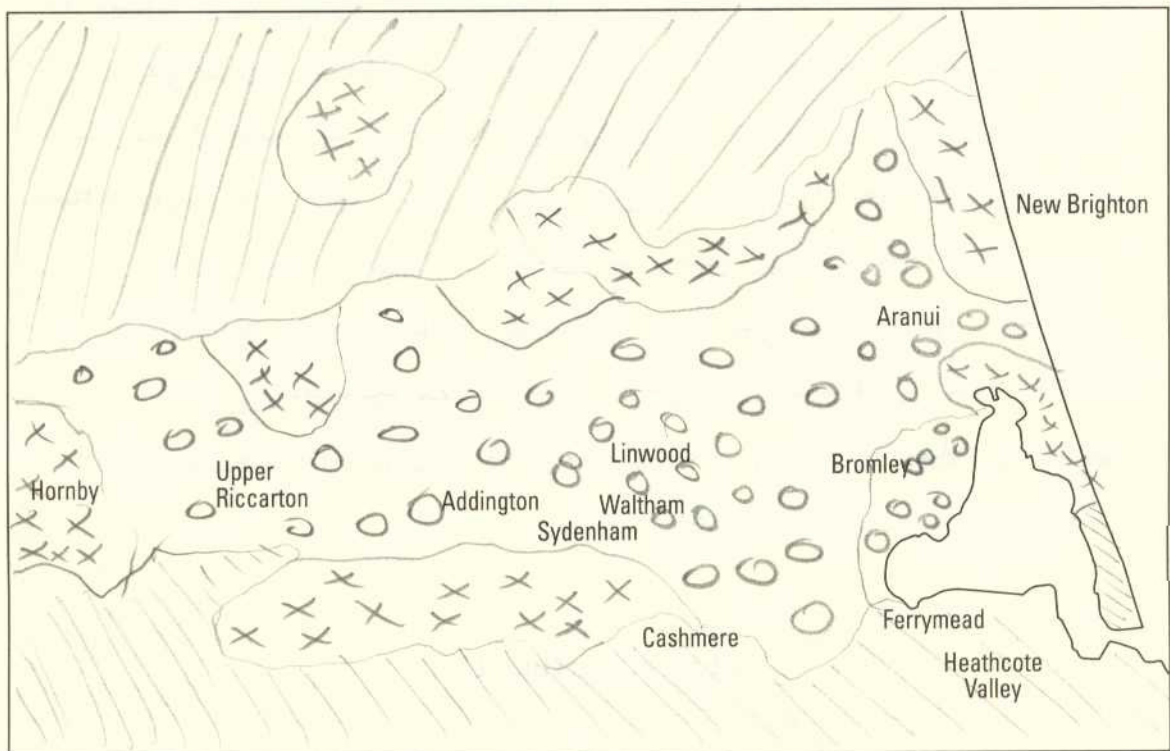 New Brighton
Aranui
Linwood
Bromley
Hornby
Upper
Riccarton
Addington
Waltham
Sydenham
Cashmere
Ferrymead
Heathcote
Valley